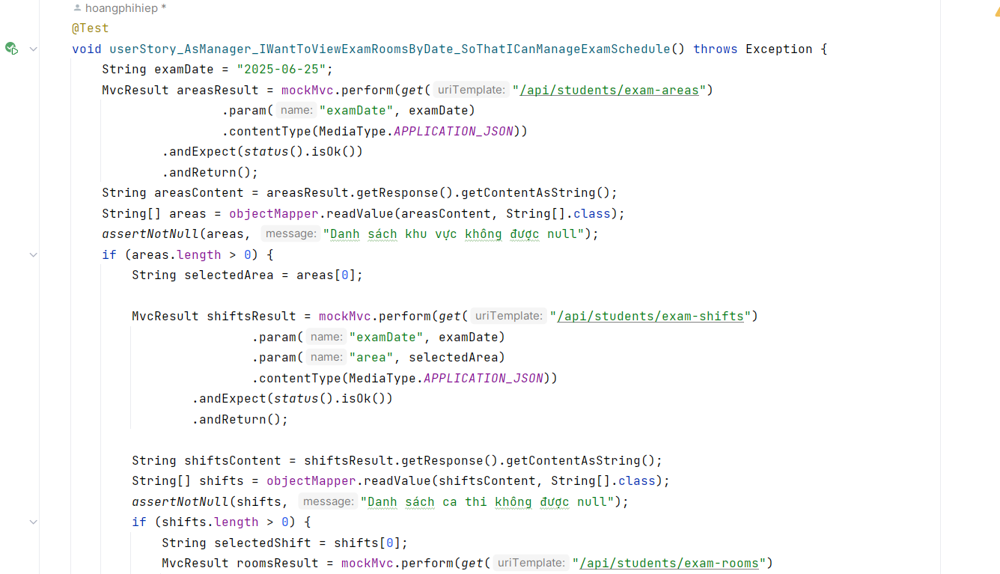 hoangphihiep *
@Test
void userStory_AsManager_IWantToViewExamRoomsByDate_SoThatICanManageExamSchedule() throws Exception {
String examDate = "2025-06-25";
MvcResult areasResult = mockMvc.perform(get( uriTemplate: "/api/students/exam-areas")
.param( name: "examDate", examDate)
.contentType(MediaType.APPLICATION_JSON))
.andExpect(status().isOk())
.andReturn();
String areasContent = areasResult.getResponse().getContentAsString();
String[] areas = objectMapper.readValue(areasContent, String[].class);
assertNotNull(areas, message: "Danh sách khu vực không được null");
if (areas.length > 0) {
String selectedArea = areas[0];
MvcResult shiftsResult = mockMvc.perform(get( uriTemplate: "/api/students/exam-shifts")
.param( name: "examDate", examDate)
.param( name: "area", selectedArea)
.contentType(MediaType.APPLICATION_JSON))
.andExpect(status().isOk())
.andReturn();
String shiftsContent = shiftsResult.getResponse().getContentAsString();
String[] shifts = objectMapper.readValue(shiftsContent, String[].class);
assertNotNull(shifts, message: "Danh sách ca thi không được null");
if (shifts.length > 0) {
String selectedShift = shifts[0];
MvcResult roomsResult = mockMvc.perform(get( uriTemplate: "/api/students/exam-rooms")